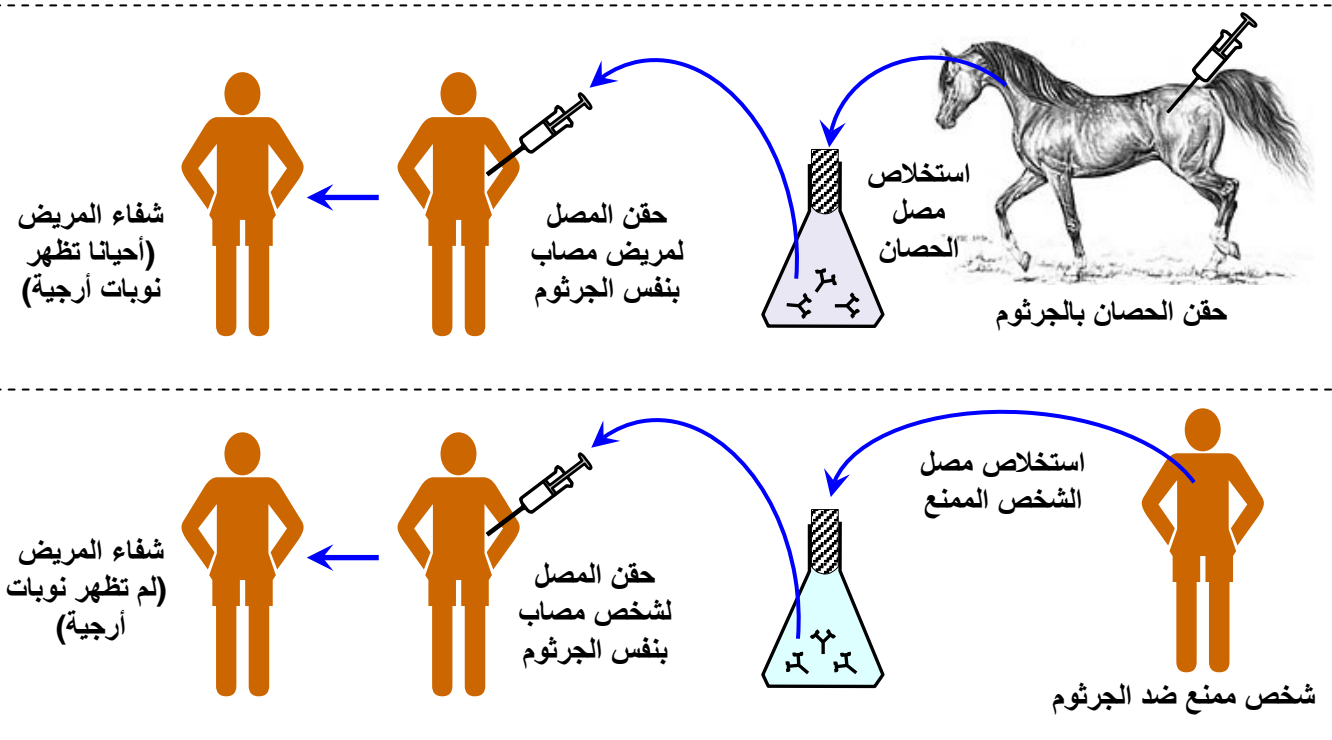 حقن الحصان بالجرثوم
استخلاص
مصل
الحصان
حقن المصل
لمريض مصاب
بنفس الجرثوم
شفاء المريض
(أحيانا تظهر
نوبات أرجية)
شخص ممنع ضد الجرثوم
استخلاص مصل
الشخص الممنع
حقن المصل
لشخص مصاب
بنفس الجرثوم
شفاء المريض
(لم تظهر نوبات
أرجية)